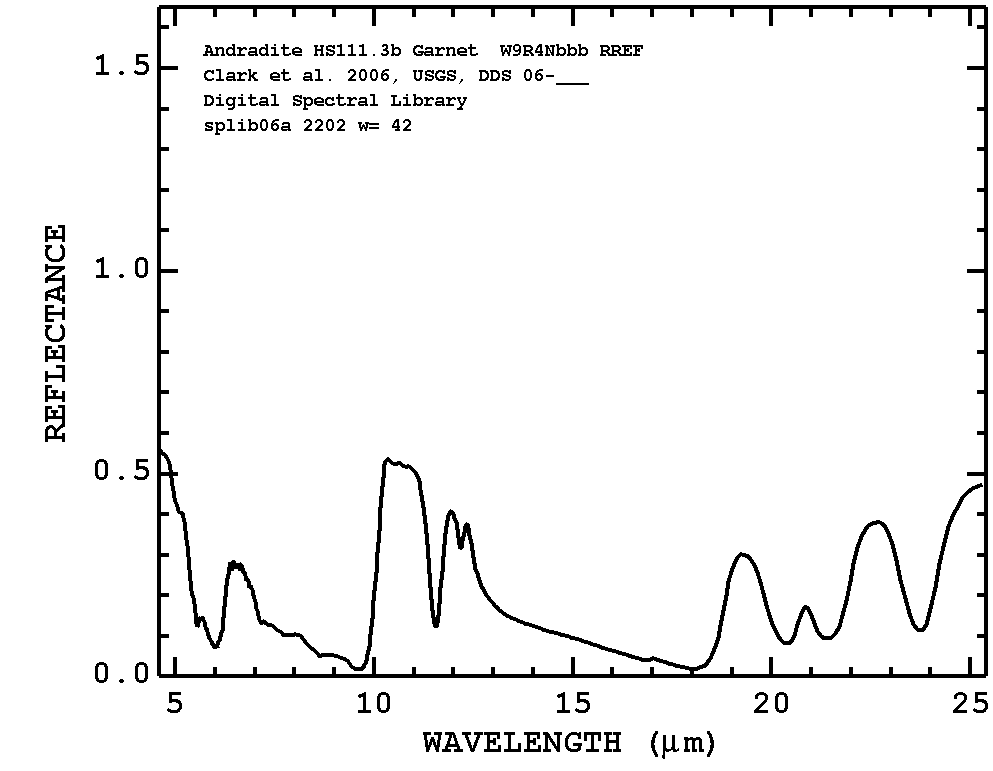 Andradite HS111.3b Garnet  W9R4Nbbb RREF
Clark et al. 2006, USGS, DDS 06-___
Digital Spectral Library
splib06a 2202 w= 42
REFLECTANCE
1.5
1.0
0.5
0.0
5 10 15 20 25
WAVELENGTH (μm)